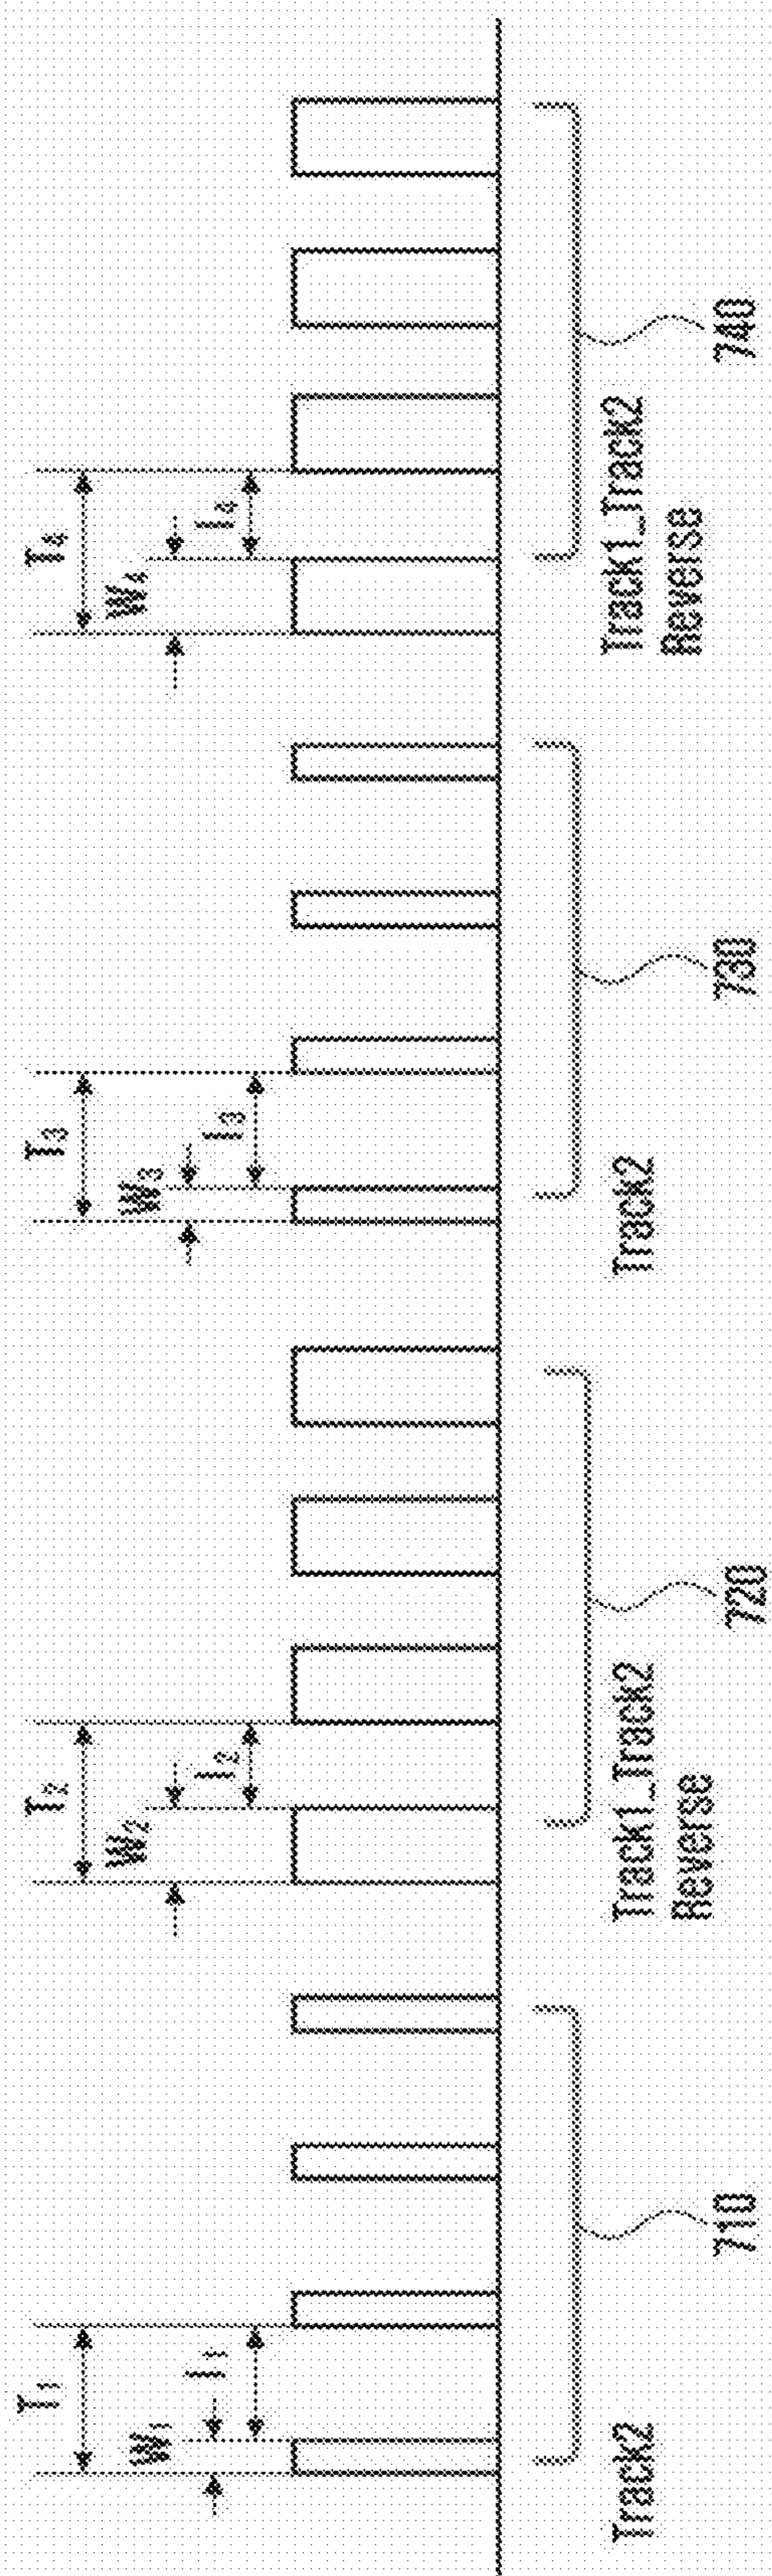 T1
W1
I1
T2
W2
I2
T3
W3
I3
T4
W4
I4
Track2
710
Track1_Track2
Reverse
720
Track2
730
Track1_Track2
Reverse
740